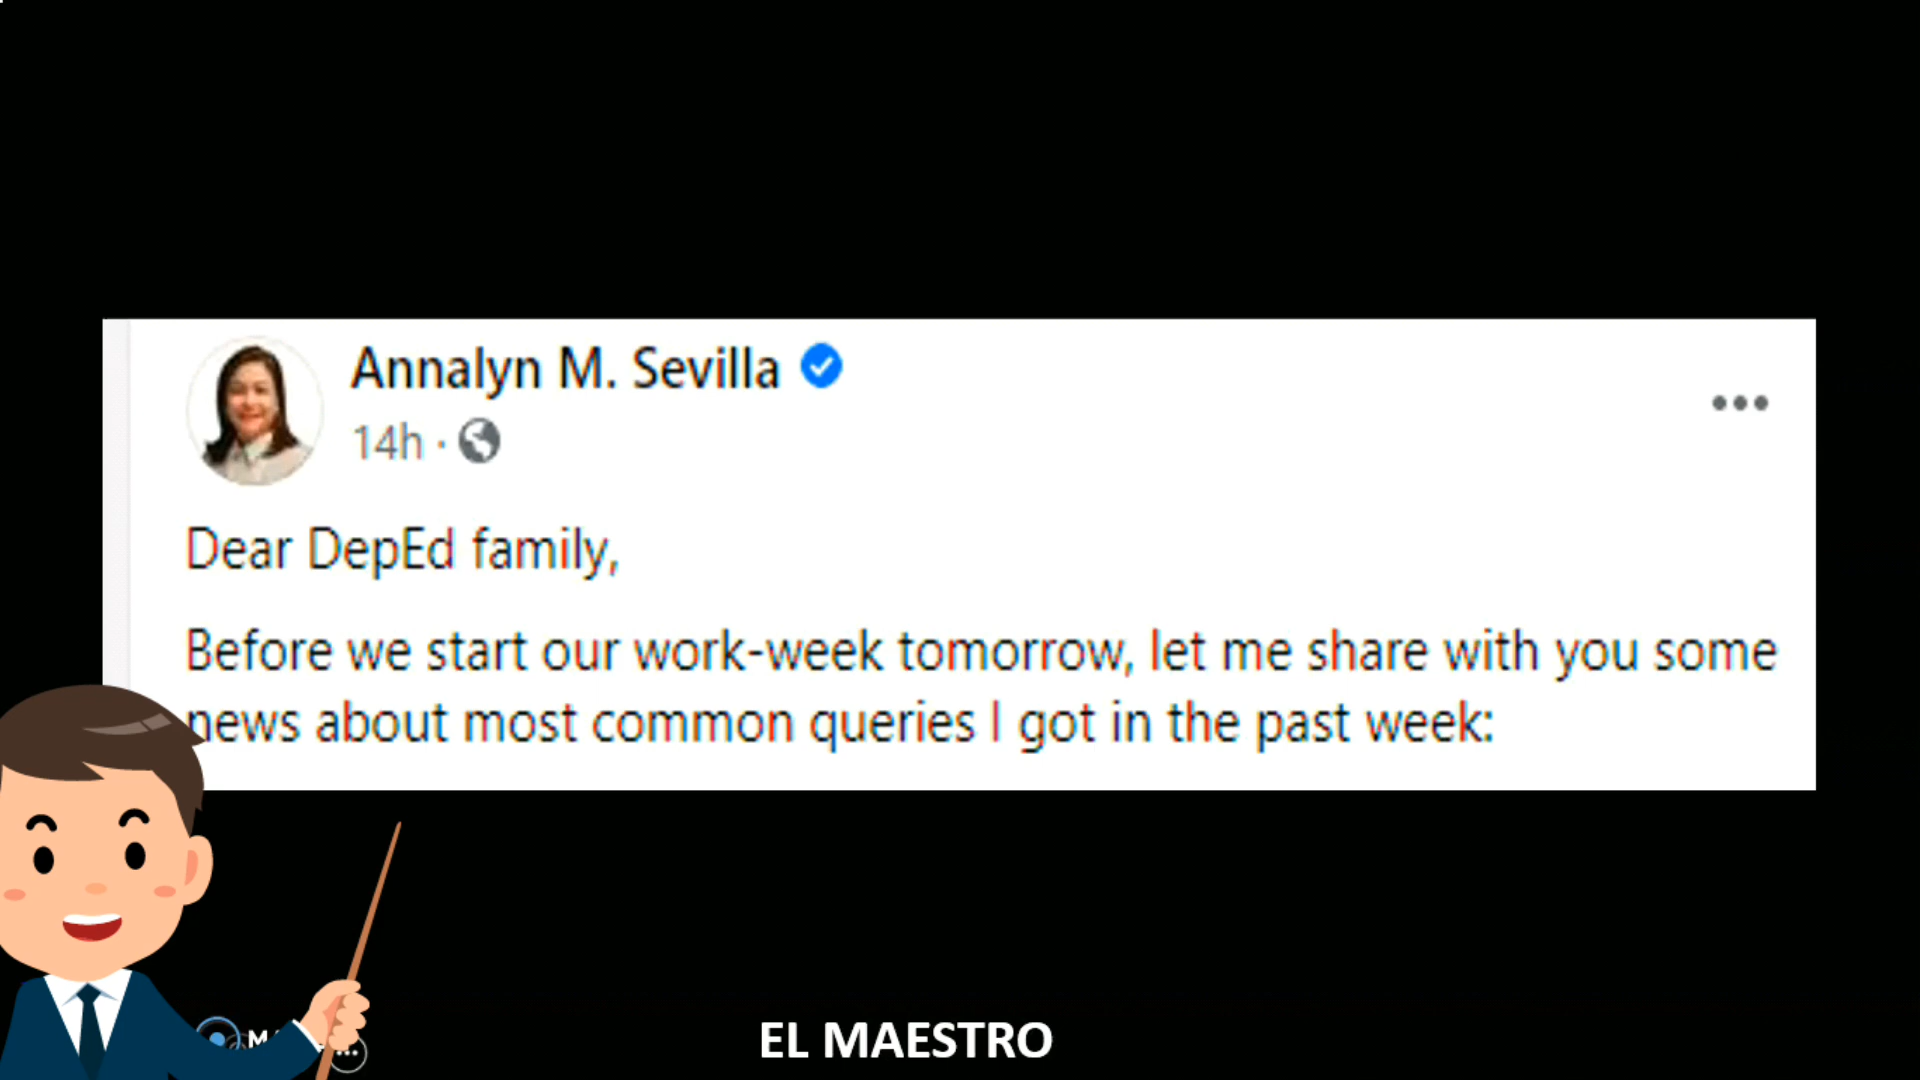 Annalyn M. Sevilla
14h ·
Dear DepEd family,
Before we start our work-week tomorrow, let me share with you some
news about most common queries I got in the past week:
EL MAESTRO